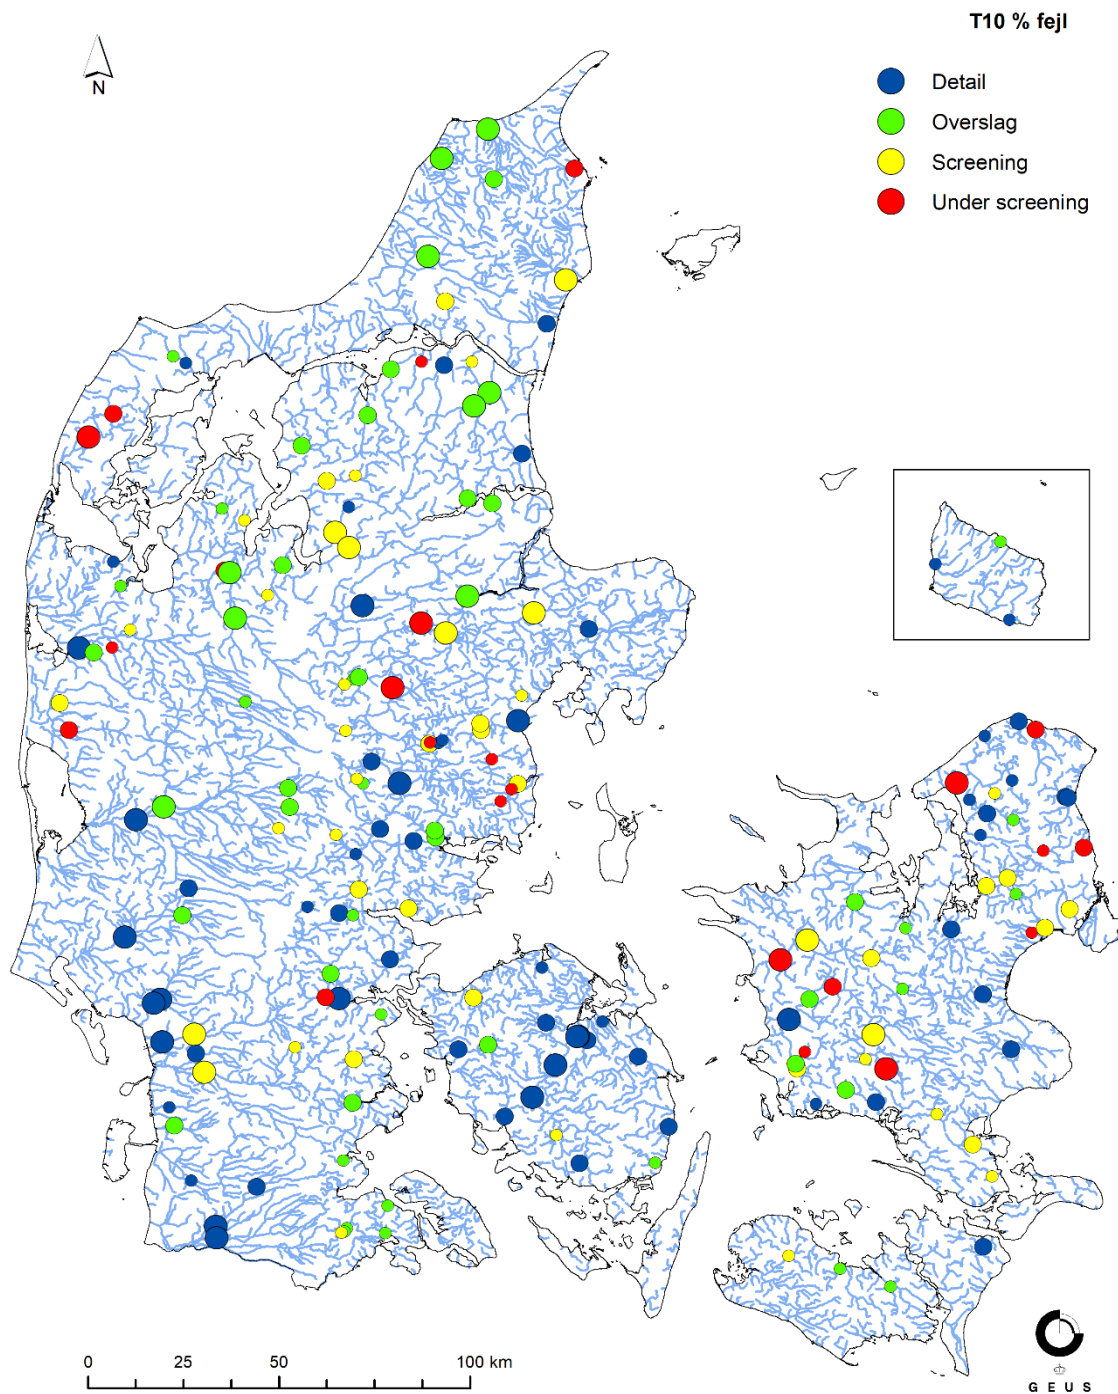 T10 % fejl
Detail
Overslag
Screening
Under screening
N
0 25 50 100 km
G E U S